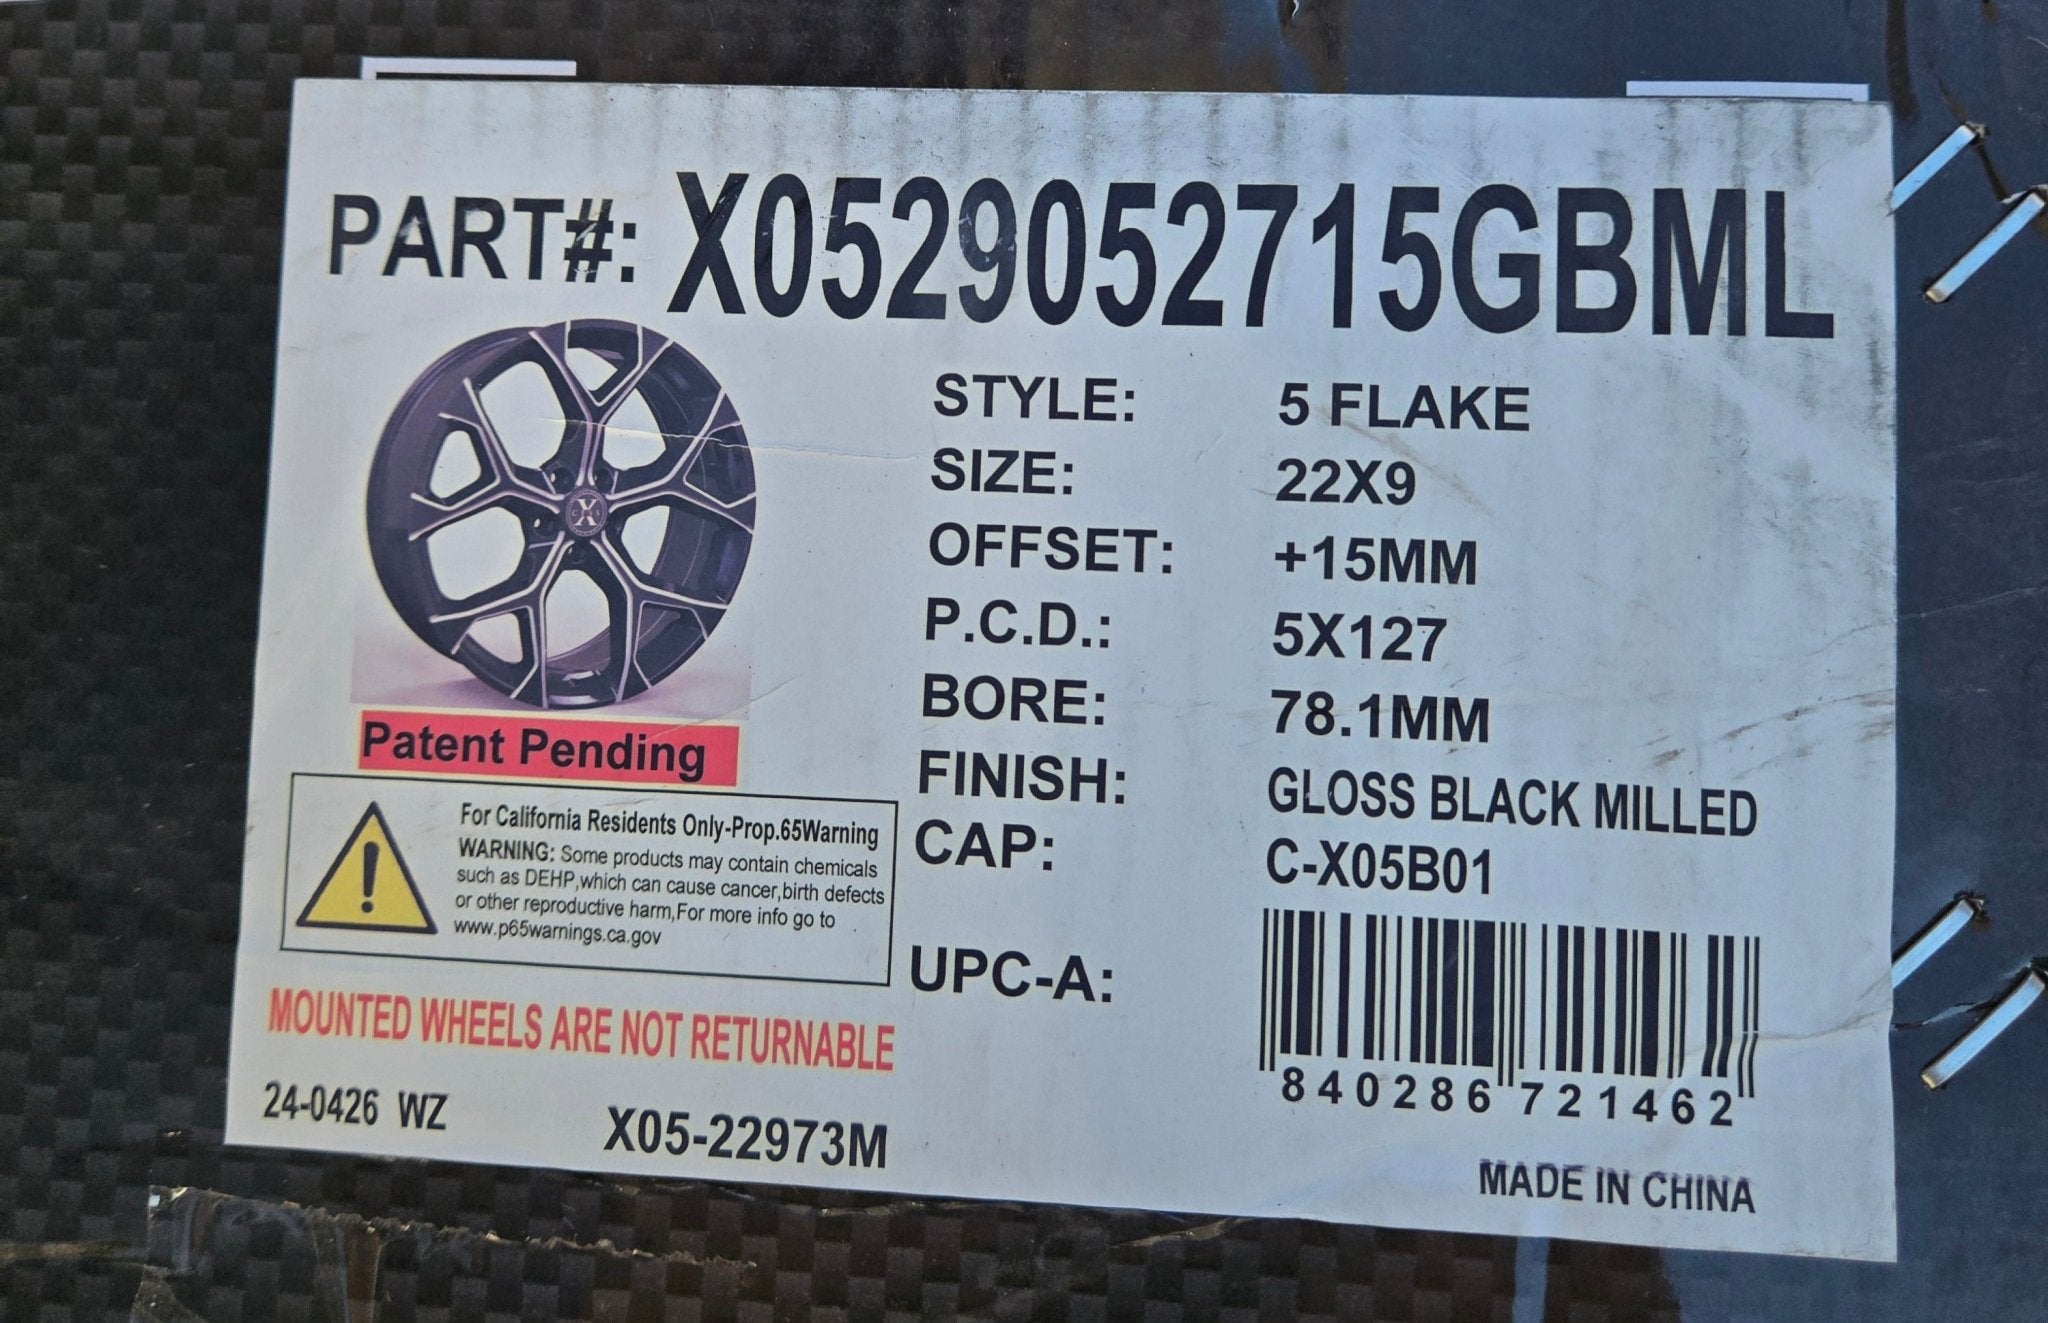 PART#: X0529052715GBML
STYLE: 5 FLAKE
SIZE: 22X9
OFFSET: +15MM
P.C.D.: 5X127
BORE: 78.1MM
FINISH: GLOSS BLACK MILLED
CAP: C-X05B01
UPC-A:
840286 721462
X
Patent Pending
For California Residents Only-Prop.65Warning
WARNING: Some products may contain chemicals
such as DEHP,which can cause cancer,birth defects
or other reproductive harm,For more info go to
www.p65warnings.ca.gov
MOUNTED WHEELS ARE NOT RETURNABLE
24-0426 WZ
X05-22973M
MADE IN CHINA